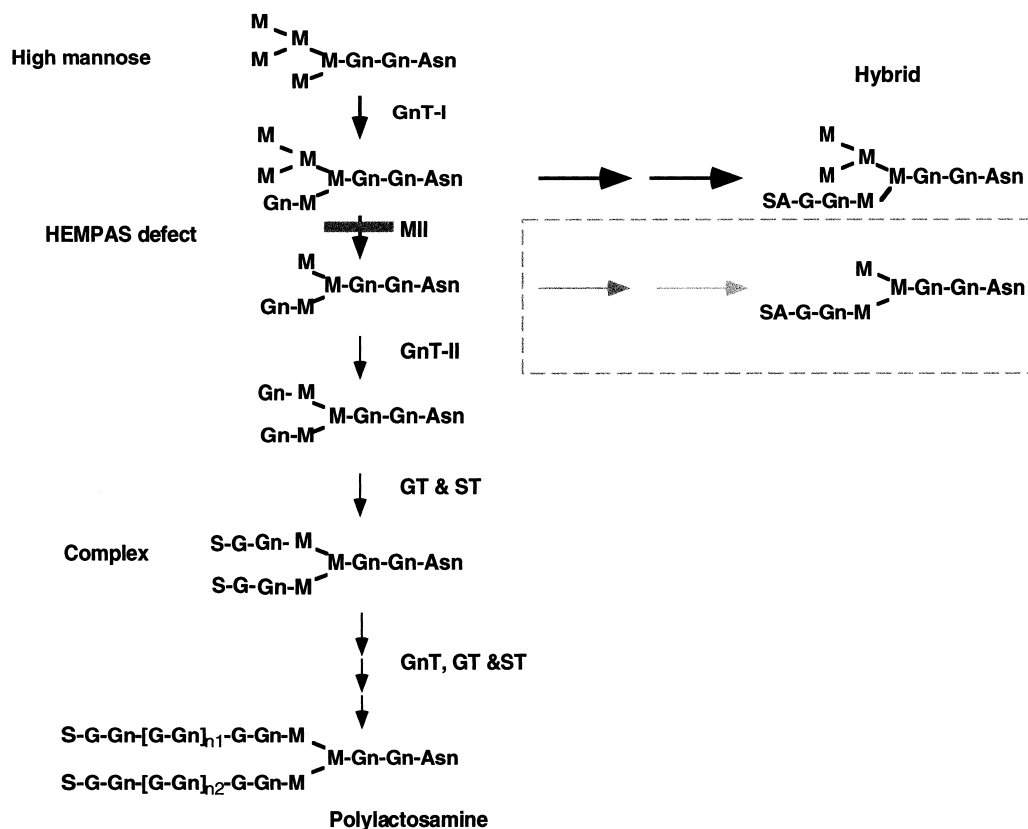 M
M
High mannose
M
M-Gn-Gn-Asn
M
GnT-I
Hybrid
M
M
M
M-Gn-Gn-Asn
Gn-M
M
M
M
M-Gn-Gn-Asn
SA-G-Gn-M
HEMPAS defect
MII
M
M-Gn-Gn-Asn
Gn-M
M
M-Gn-Gn-Asn
SA-G-Gn-M
GnT-II
Gn- M
M-Gn-Gn-Asn
Gn-M
GT & ST
Complex
S-G-Gn- M
M-Gn-Gn-Asn
S-G-Gn-M
GnT, GT &ST
S-G-Gn-[G-Gn]n1-G-Gn-M
M-Gn-Gn-Asn
S-G-Gn-[G-Gn]n2-G-Gn-M
Polylactosamine